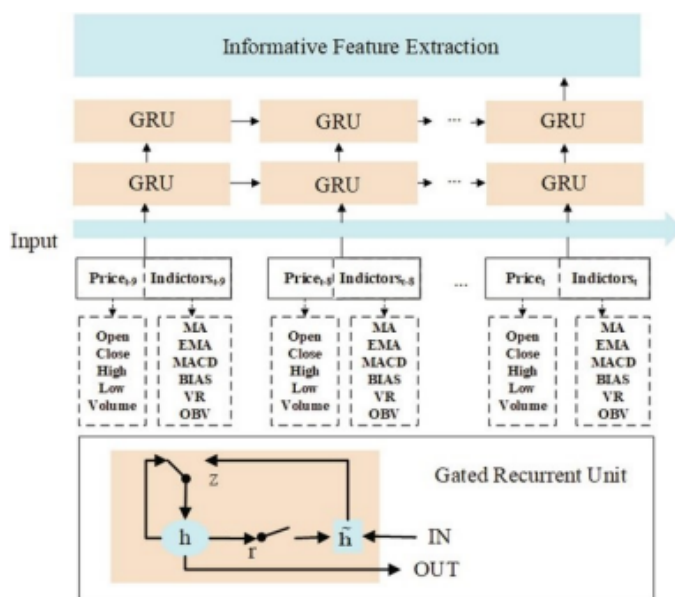 Informative Feature Extraction
GRU GRU ... GRU
GRU GRU ... GRU
Input
Price t-9 Indictors t-9 Price t-8 Indictors t-8 ... Price t Indictors t
Open
Close
High
Low
Volume
MA
EMA
MACD
BIAS
VR
OBV
Open
Close
High
Low
Volume
MA
EMA
MACD
BIAS
VR
OBV
Open
Close
High
Low
Volume
MA
EMA
MACD
BIAS
VR
OBV
Gated Recurrent Unit
z
h r h̃ IN
OUT